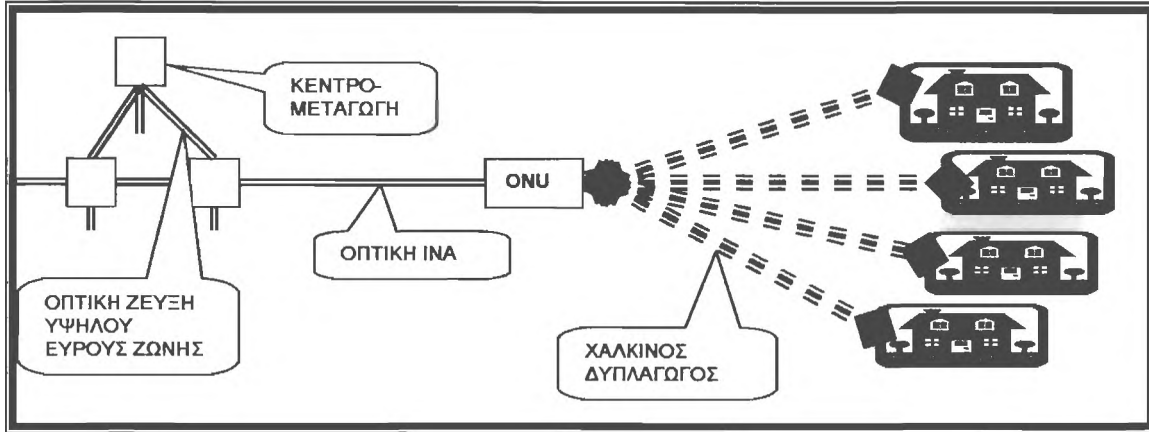 ΚΕΝΤΡΟ-
ΜΕΤΑΓΩΓΗ
ONU
ΟΠΤΙΚΗ ΙΝΑ
ΟΠΤΙΚΗ ΖΕΥΞΗ
ΥΨΗΛΟΥ
ΕΥΡΟΥΣ ΖΩΝΗΣ
ΧΑΛΚΙΝΟΣ
ΔΥΠΛΑΓΩΓΟΣ